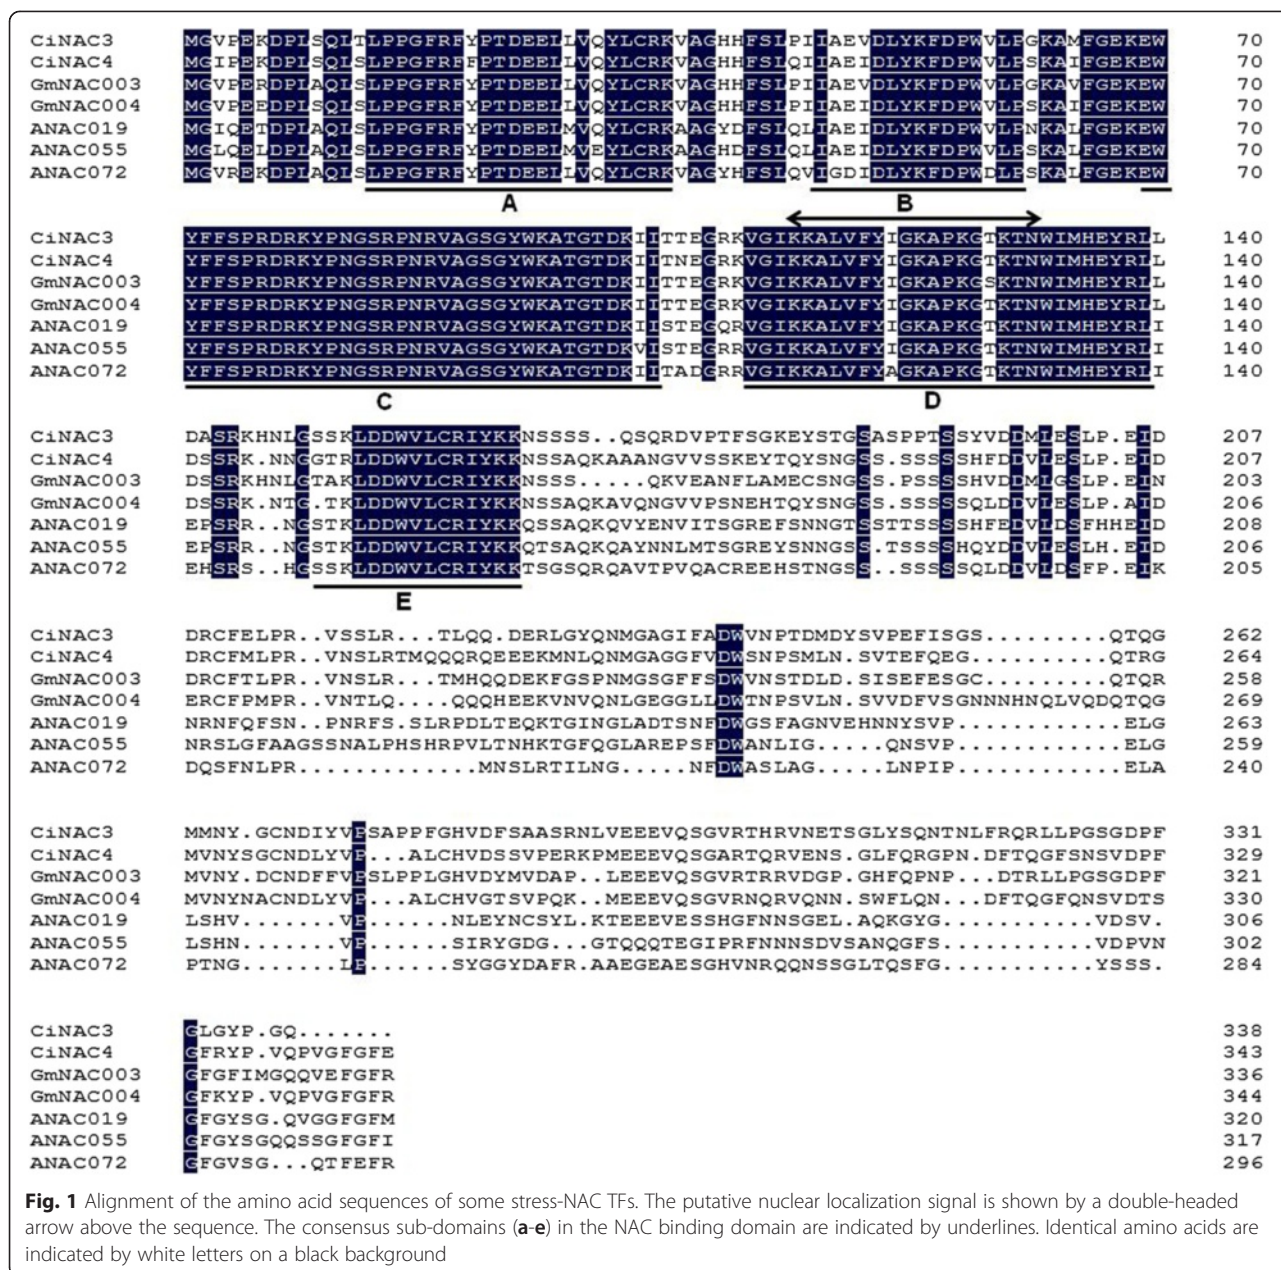 CiNAC3 MGVPEKDPLSQLTLPPGFRFYPTDEELLVQYLCRKVAGHHFSLPIIAEVDLYKFDPWVLPGKAMFGEKEW 70
CiNAC4 MGIPEKDPLSQLSLPPGFRFFPTDEELLVQYLCRKVAGHHFSLQIIAEIDLYKFDPWVLPSKAIFGEKEW 70
GmNAC003 MGVPERDPLAQLSLPPGFRFYPTDEELLVQYLCRKVAGHHFSLPIIAEVDLYKFDPWVLPGKAVFGEKEW 70
GmNAC004 MGVPEEDPLSQLSLPPGFRFYPTDEELLVQYLCRKVAGHHFSLPIIAEIDLYKFDPWVLPSKAIFGEKEW 70
ANAC019 MGIQETDPLAQLSLPPGFRFYPTDEELMVQYLCRKAAGYDFSLQLIAEIDLYKFDPWVLPNKALFGEKEW 70
ANAC055 MGLQELDPLAQLSLPPGFRFYPTDEELMVEYLCRKAAGHDFSLQLIAEIDLYKFDPWVLPSKALFGEKEW 70
ANAC072 MGVREKDPLAQLSLPPGFRFYPTDEELLVQYLCRKVAGYHFSLQVIGDIDLYKFDPWDLPSKALFGEKEW 70
A B
CiNAC3 YFFSPRDRKYPNGSRPNRVAGSGYWKATGTDKIITTEGRKVGIKKALVFYIGKAPKGTKTNWIMHEYRLL 140
CiNAC4 YFFSPRDRKYPNGSRPNRVAGSGYWKATGTDKIITNEGRKVGIKKALVFYIGKAPKGTKTNWIMHEYRLL 140
GmNAC003 YFFSPRDRKYPNGSRPNRVAGSGYWKATGTDKIITTEGRKVGIKKALVFYIGKAPKGSKTNWIMHEYRLL 140
GmNAC004 YFFSPRDRKYPNGSRPNRVAGSGYWKATGTDKIITTEGRKVGIKKALVFYIGKAPKGTKTNWIMHEYRLL 140
ANAC019 YFFSPRDRKYPNGSRPNRVAGSGYWKATGTDKIISTEGQRVGIKKALVFYIGKAPKGTKTNWIMHEYRLI 140
ANAC055 YFFSPRDRKYPNGSRPNRVAGSGYWKATGTDKVISTEGRRVGIKKALVFYIGKAPKGTKTNWIMHEYRLI 140
ANAC072 YFFSPRDRKYPNGSRPNRVAGSGYWKATGTDKIITADGRRVGIKKALVFYAGKAPKGTKTNWIMHEYRLI 140
C D
CiNAC3 DASRKHNLGSSKLDDWVLCRIYKKNSSSS..QSQRDVPTFSGKEYSTGSASPPTSSYVDDMLESLP.EID 207
CiNAC4 DSSRK.NNGGTRLDDWVLCRIYKKNSSAQKAAANGVVSSKEYTQYSNGSS.SSSSSHFDDVLESLP.EID 207
GmNAC003 DSSRKHNLGTAKLDDWVLCRIYKKNSSS.....QKVEANFLAMECSNGSS.PSSSSHVDDMLGSLP.EIN 203
GmNAC004 DSSRK.NTG.TKLDDWVLCRIYKKNSSAQKAVQNGVVPSNEHTQYSNGSS.SSSSSQLDDVLESLP.AID 206
ANAC019 EPSRR..NGSTKLDDWVLCRIYKKQSSAQKQVYENVITSGREFSNNGTSSTTSSSSHFEDVLDSFHHEID 208
ANAC055 EPSRR..NGSTKLDDWVLCRIYKKQTSAQKQAYNNLMTSGREYSNNGSS.TSSSSHQYDDVLESLH.EID 206
ANAC072 EHSRS..HGSSKLDDWVLCRIYKKTSGSQRQAVTPVQACREEHSTNGSS..SSSSSQLDDVLDSFP.EIK 205
E
CiNAC3 DRCFELPR..VSSLR...TLQQ.DERLGYQNMGAGIFADWVNPTDMDYSVPEFISGS..........QTQG 262
CiNAC4 DRCFMLPR..VNSLRTMQQQRQEEEKMNLQNMGAGGFVDWSNPSMLN.SVTEFQEG...........QTRG 264
GmNAC003 DRCFTLPR..VNSLR...TMHQQDEKFGSPNMGSGFFSDWVNSTDLD.SISEFESGC..........QTQR 258
GmNAC004 ERCFPMPR..VNTLQ....QQQHEEKVNVQNLGEGGLLDWTNPSVLN.SVVDFVSGNNNHNQLVQDQTQG 269
ANAC019 NRNFQFSN..PNRFS.SLRPDLTEQKTGINGLADTSNFDWGSFAGNVEHNNYSVP...........ELG 263
ANAC055 NRSLGFAAGSSNALPHSHRPVLTNHKTGFQGLAREPSFDWANLIG.....QNSVP...........ELG 259
ANAC072 DQSFNLPR.............MNSLRTILNG.....NFDWASLAG.....LNPIP...........ELA 240
CiNAC3 MMNY.GCNDIYVPSAPPFGHVDFSAASRNLVEEEVQSGVRTHRVNETSGLYSQNTNLFRQRLLPGSGDPF 331
CiNAC4 MVNYSGCNDLYVP...ALCHVDSSVPERKPMEEEVQSGARTQRVENS.GLFQRGPN.DFTQGFSNSVDPF 329
GmNAC003 MVNY.DCNDFFVPSLPPLGHVDYMVDAP..LEEEVQSGVRTRRVDGP.GHFQPNP...DTRLLPGSGDPF 321
GmNAC004 MVNYNACNDLYVP...ALCHVGTSVPQK..MEEEVQSGVRNQRVQNN.SWFLQN...DFTQGFQNSVDTS 330
ANAC019 LSHV.......VP......NLEYNCSYL.KTEEEVESSHGFNNSGEL.AQKGYG..........VDSV. 306
ANAC055 LSHN.......VP......SIRYGDG...GTQQQTEGIPRFNNNSDVSANQGFS..........VDPVN 302
ANAC072 PTNG.......LP......SYGGYDAFR.AAEGEAESGHVNRQQNSSGLTQSFG...........YSSS. 284
CiNAC3 GLGYP.GQ....... 338
CiNAC4 GFRYP.VQPVGFGFE 343
GmNAC003 GFGFIMGQQVEFGFR 336
GmNAC004 GFKYP.VQPVGFGFR 344
ANAC019 GFGYSG.QVGGFGFM 320
ANAC055 GFGYSGQQSSGFGFI 317
ANAC072 GFGVSG...QTFEFR 296
Fig. 1 Alignment of the amino acid sequences of some stress-NAC TFs. The putative nuclear localization signal is shown by a double-headed
arrow above the sequence. The consensus sub-domains (a-e) in the NAC binding domain are indicated by underlines. Identical amino acids are
indicated by white letters on a black background